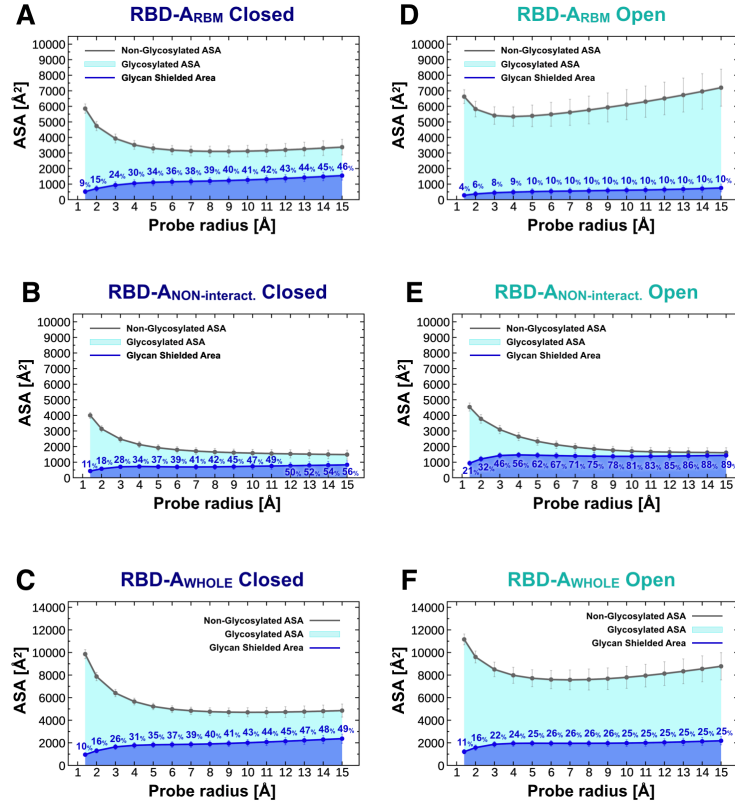 A
RBD-ARBM Closed
10000
9000
8000
7000
6000
5000
4000
3000
2000
1000
0
ASA [Å²]
Non-Glycosylated ASA
Glycosylated ASA
Glycan Shielded Area
9% 15% 24% 30% 34% 36% 38% 39% 40% 41% 42% 43% 44% 45% 46%
1 2 3 4 5 6 7 8 9 10 11 12 13 14 15
Probe radius [Å]
D
RBD-ARBM Open
10000
9000
8000
7000
6000
5000
4000
3000
2000
1000
0
ASA [Å²]
Non-Glycosylated ASA
Glycosylated ASA
Glycan Shielded Area
4% 6% 8% 9% 10% 10% 10% 10% 10% 10% 10% 10% 10% 10% 10%
1 2 3 4 5 6 7 8 9 10 11 12 13 14 15
Probe radius [Å]
B
RBD-ANON-interact. Closed
10000
9000
8000
7000
6000
5000
4000
3000
2000
1000
0
ASA [Å²]
Non-Glycosylated ASA
Glycosylated ASA
Glycan Shielded Area
11% 18% 28% 34% 37% 39% 41% 42% 45% 47% 49% 50% 52% 54% 56%
1 2 3 4 5 6 7 8 9 10 11 12 13 14 15
Probe radius [Å]
E
RBD-ANON-interact. Open
10000
9000
8000
7000
6000
5000
4000
3000
2000
1000
0
ASA [Å²]
Non-Glycosylated ASA
Glycosylated ASA
Glycan Shielded Area
21% 32% 46% 56% 62% 67% 71% 75% 78% 81% 83% 85% 86% 88% 89%
1 2 3 4 5 6 7 8 9 10 11 12 13 14 15
Probe radius [Å]
C
RBD-AWHOLE Closed
14000
12000
10000
8000
6000
4000
2000
0
ASA [Å²]
Non-Glycosylated ASA
Glycosylated ASA
Glycan Shielded Area
10% 16% 26% 31% 35% 37% 39% 40% 41% 43% 44% 45% 47% 48% 49%
1 2 3 4 5 6 7 8 9 10 11 12 13 14 15
Probe radius [Å]
F
RBD-AWHOLE Open
14000
12000
10000
8000
6000
4000
2000
0
ASA [Å²]
Non-Glycosylated ASA
Glycosylated ASA
Glycan Shielded Area
11% 16% 22% 24% 25% 26% 26% 26% 26% 25% 25% 25% 25% 25% 25%
1 2 3 4 5 6 7 8 9 10 11 12 13 14 15
Probe radius [Å]